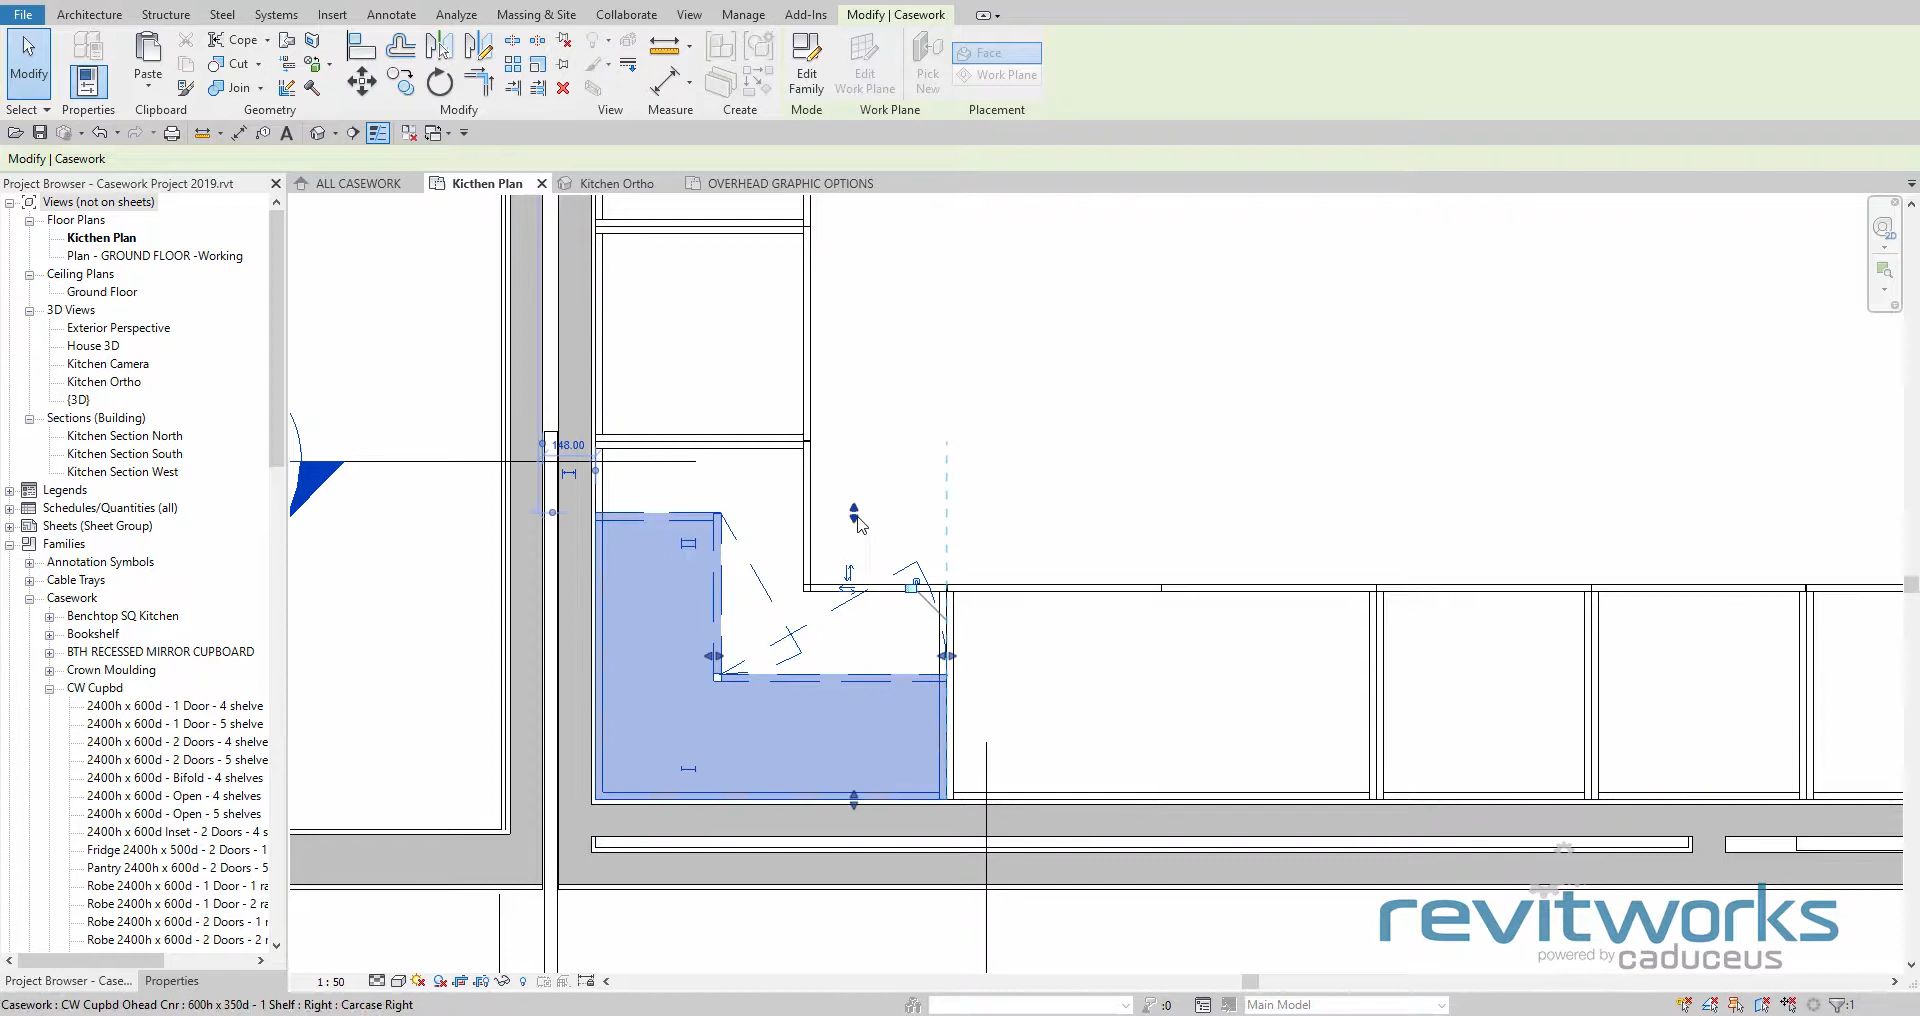 File Architecture Structure Steel Systems Insert Annotate Analyze Massing & Site Collaborate View Manage Add-Ins Modify | Casework
Cope
Face
Cut
Work Plane
Join
Modify
Paste
Edit Family
Edit Work Plane
Pick New
Select Properties Clipboard Geometry Modify View Measure Create Mode Work Plane Placement
Modify | Casework
Project Browser - Casework Project 2019.rvt
ALL CASEWORK
Kicthen Plan
Kitchen Ortho
OVERHEAD GRAPHIC OPTIONS
Views (not on sheets)
Floor Plans
Kicthen Plan
Plan - GROUND FLOOR -Working
Ceiling Plans
Ground Floor
3D Views
Exterior Perspective
House 3D
Kitchen Camera
Kitchen Ortho
{3D}
Sections (Building)
Kitchen Section North
Kitchen Section South
Kitchen Section West
Legends
Schedules/Quantities (all)
Sheets (Sheet Group)
Families
Annotation Symbols
Cable Trays
Casework
Benchtop SQ Kitchen
Bookshelf
BTH RECESSED MIRROR CUPBOARD
Crown Moulding
CW Cupbd
2400h x 600d - 1 Door - 4 shelve
2400h x 600d - 1 Door - 5 shelve
2400h x 600d - 2 Doors - 4 shelve
2400h x 600d - 2 Doors - 5 shelve
2400h x 600d - Bifold - 4 shelves
2400h x 600d - Open - 4 shelves
2400h x 600d - Open - 5 shelves
2400h x 600d Inset - 2 Doors - 4 s
Fridge 2400h x 500d - 2 Doors - 1
Pantry 2400h x 600d - 2 Doors - 5
Robe 2400h x 600d - 1 Door - 1 ra
Robe 2400h x 600d - 1 Door - 2 ra
Robe 2400h x 600d - 2 Doors - 1 r
Robe 2400h x 600d - 2 Doors - 2 r
148.00
2D
revitworks
powered by caduceus
Project Browser - Case...
Properties
1 : 50
Casework : CW Cupbd Ohead Cnr : 600h x 350d - 1 Shelf : Right : Carcase Right
:0
Main Model
:1